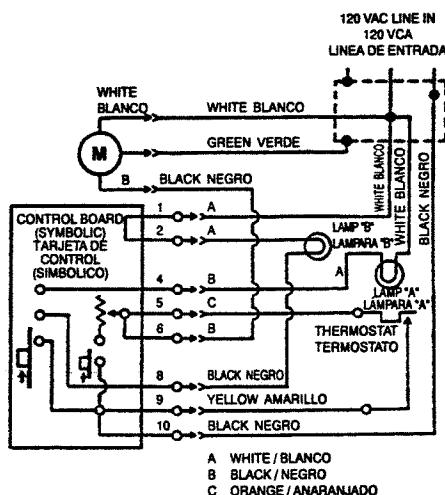 120 VAC LINE IN
120 VCA
LINEA DE ENTRADA
WHITE
BLANCO
WHITE BLANCO
GREEN VERDE
M
B
BLACK NEGRO
WHITE BLANCO
WHITE BLANCO
BLACK NEGRO
CONTROL BOARD
(SYMBOLIC)
TARJETA DE
CONTROL
(SIMBOLICO)
1 A
2 A
LAMP "B"
LAMPARA "B"
4 B
A
LAMP "A"
LAMPARA "A"
5 C
THERMOSTAT
TERMOSTATO
6 B
8 BLACK NEGRO
9 YELLOW AMARILLO
10 BLACK NEGRO
A WHITE / BLANCO
B BLACK / NEGRO
C ORANGE / ANARANJADO